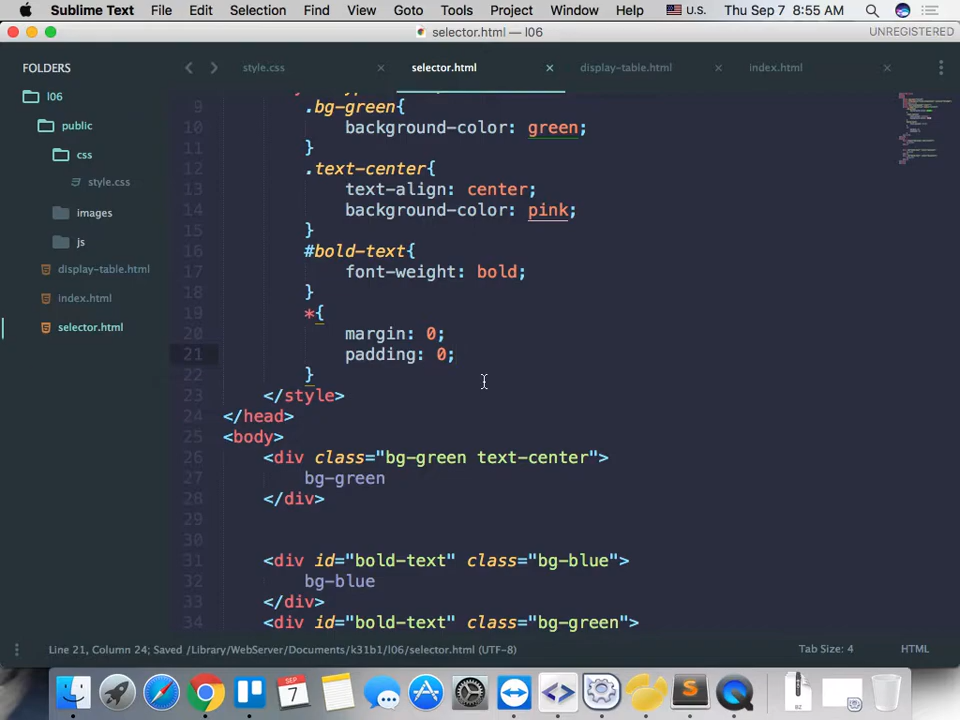 Sublime Text File Edit Selection Find View Goto Tools Project Window Help U.S. Thu Sep 7 8:55 AM
selector.html — l06 UNREGISTERED
FOLDERS
l06
public
css
style.css
images
js
display-table.html
index.html
selector.html
style.css × selector.html × display-table.html × index.html ×
9 .bg-green{
10 background-color: green;
11 }
12 .text-center{
13 text-align: center;
14 background-color: pink;
15 }
16 #bold-text{
17 font-weight: bold;
18 }
19 *{
20 margin: 0;
21 padding: 0;
22 }
23 </style>
24 </head>
25 <body>
26 <div class="bg-green text-center">
27 bg-green
28 </div>
29
30
31 <div id="bold-text" class="bg-blue">
32 bg-blue
33 </div>
34 <div id="bold-text" class="bg-green">
Line 21, Column 24; Saved /Library/WebServer/Documents/k31b1/l06/selector.html (UTF-8) Tab Size: 4 HTML
SEP
7